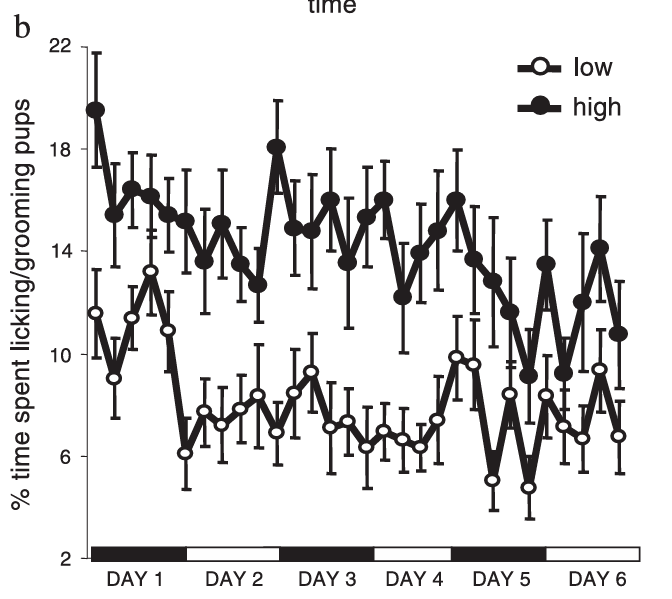 time
b
22
18
14
10
6
2
% time spent licking/grooming pups
low
high
DAY 1 DAY 2 DAY 3 DAY 4 DAY 5 DAY 6